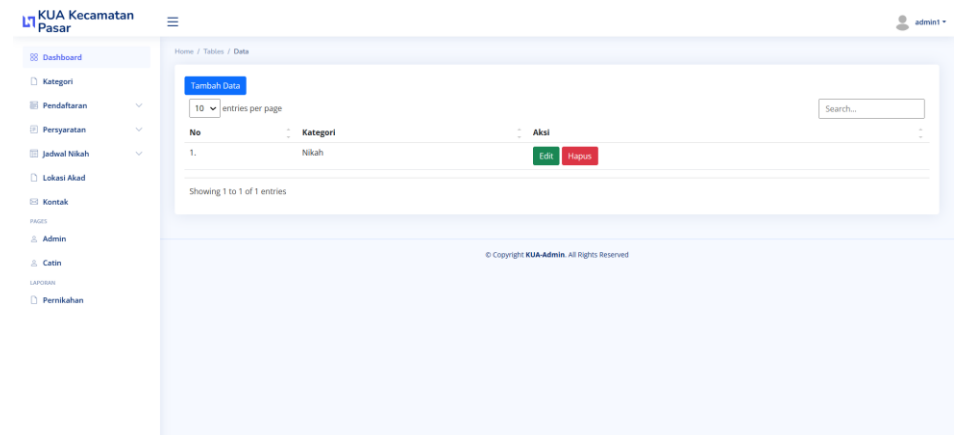 KUA Kecamatan
Pasar
admin1
Dashboard
Kategori
Pendaftaran
Persyaratan
Jadwal Nikah
Lokasi Akad
Kontak
PAGES
Admin
Catin
LAPORAN
Pernikahan
Home / Tables / Data
Tambah Data
10 entries per page
Search...
No Kategori Aksi
1. Nikah Edit Hapus
Showing 1 to 1 of 1 entries
© Copyright KUA-Admin. All Rights Reserved